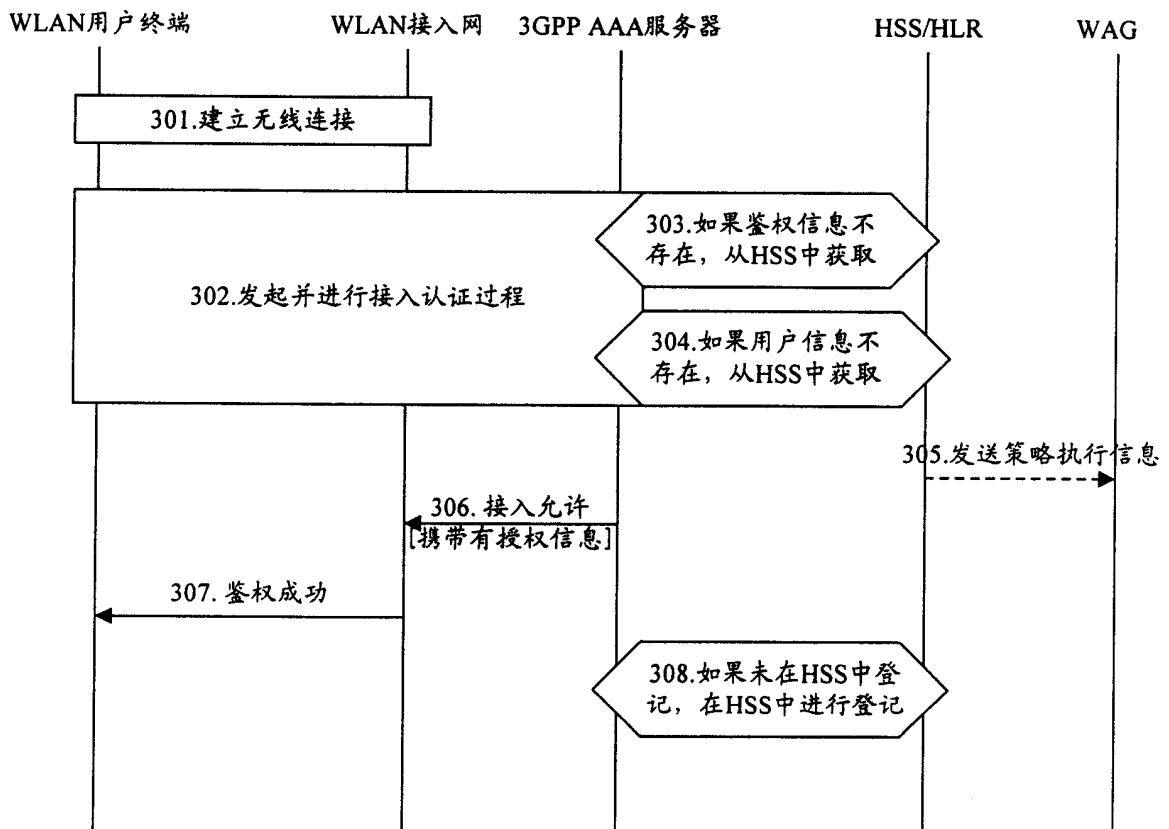 WLAN用户终端
WLAN接入网
3GPP AAA服务器
HSS/HLR
WAG
301.建立无线连接
303.如果鉴权信息不
存在，从HSS中获取
302.发起并进行接入认证过程
304.如果用户信息不
存在，从HSS中获取
305.发送策略执行信息
306. 接入允许
[携带有授权信息]
307. 鉴权成功
308.如果未在HSS中登
记，在HSS中进行登记